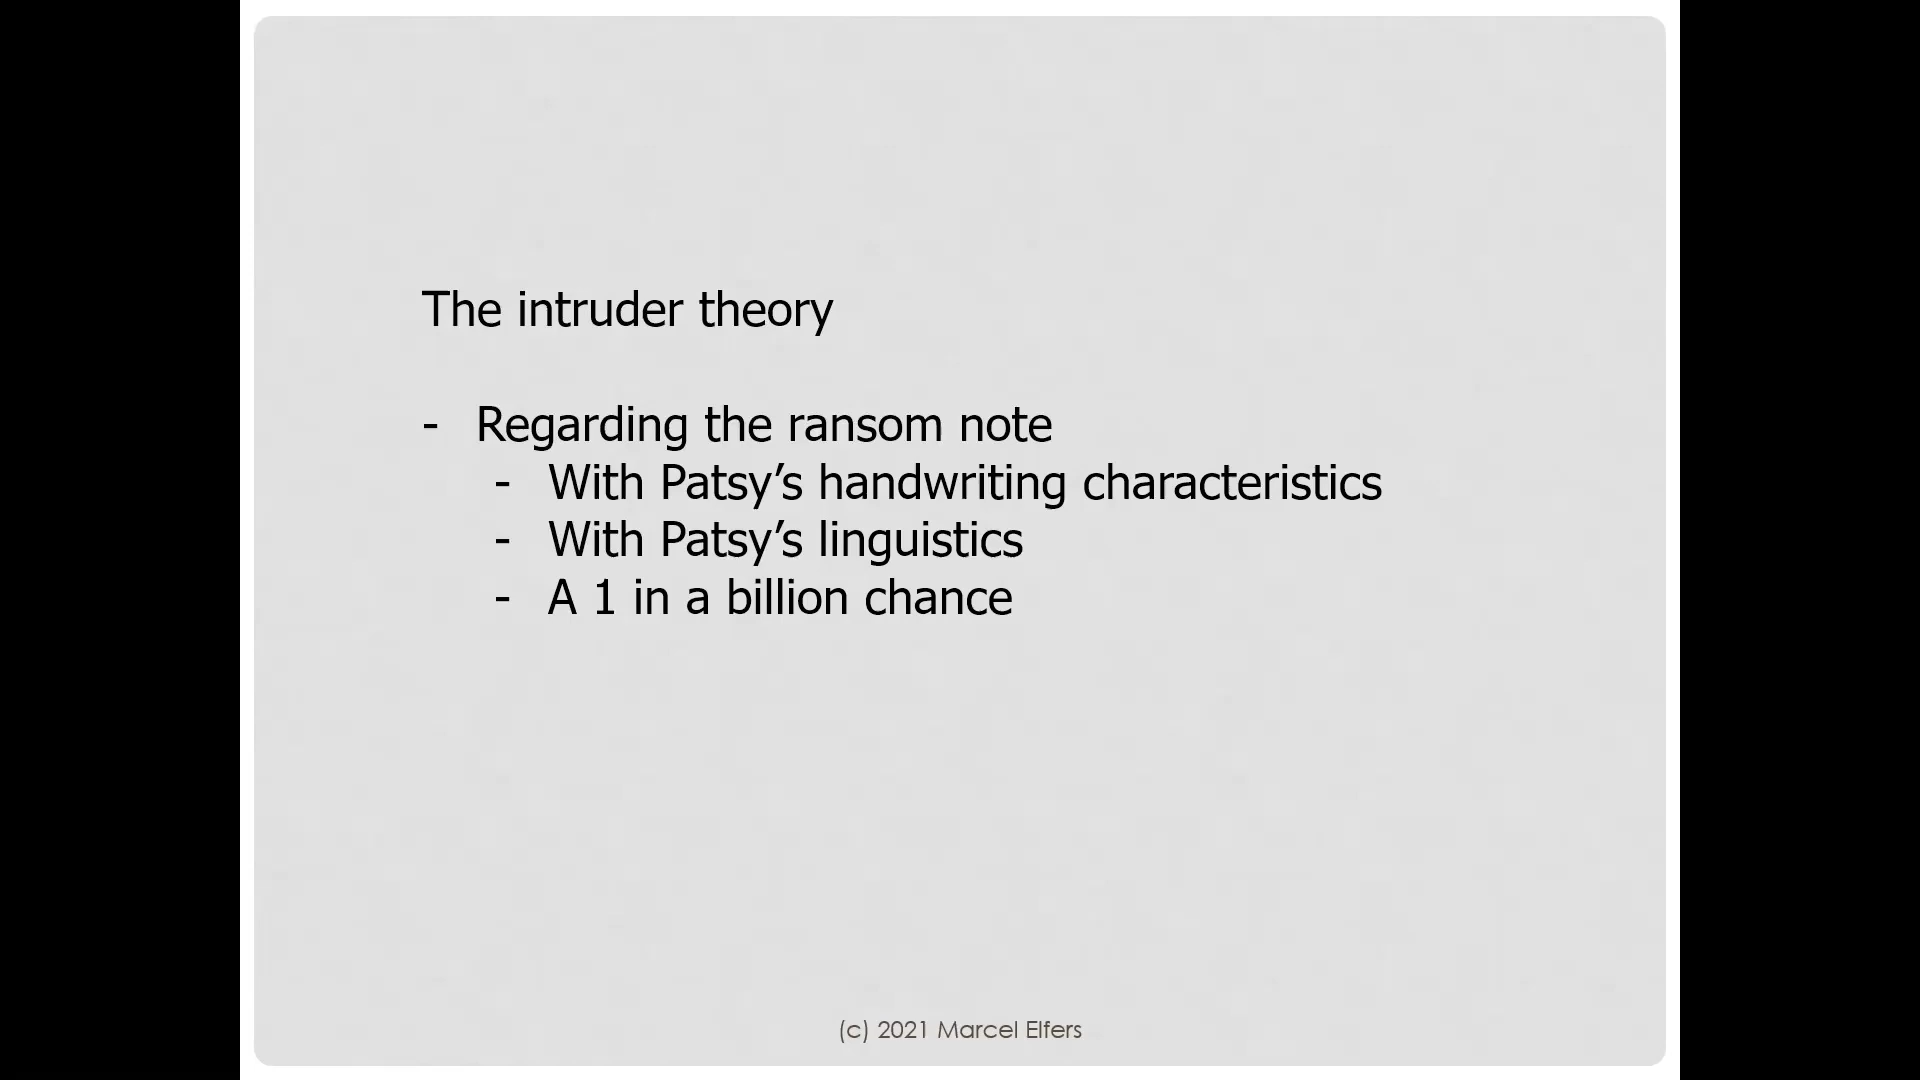 The intruder theory
- Regarding the ransom note
- With Patsy’s handwriting characteristics
- With Patsy’s linguistics
- A 1 in a billion chance
(c) 2021 Marcel Elfers